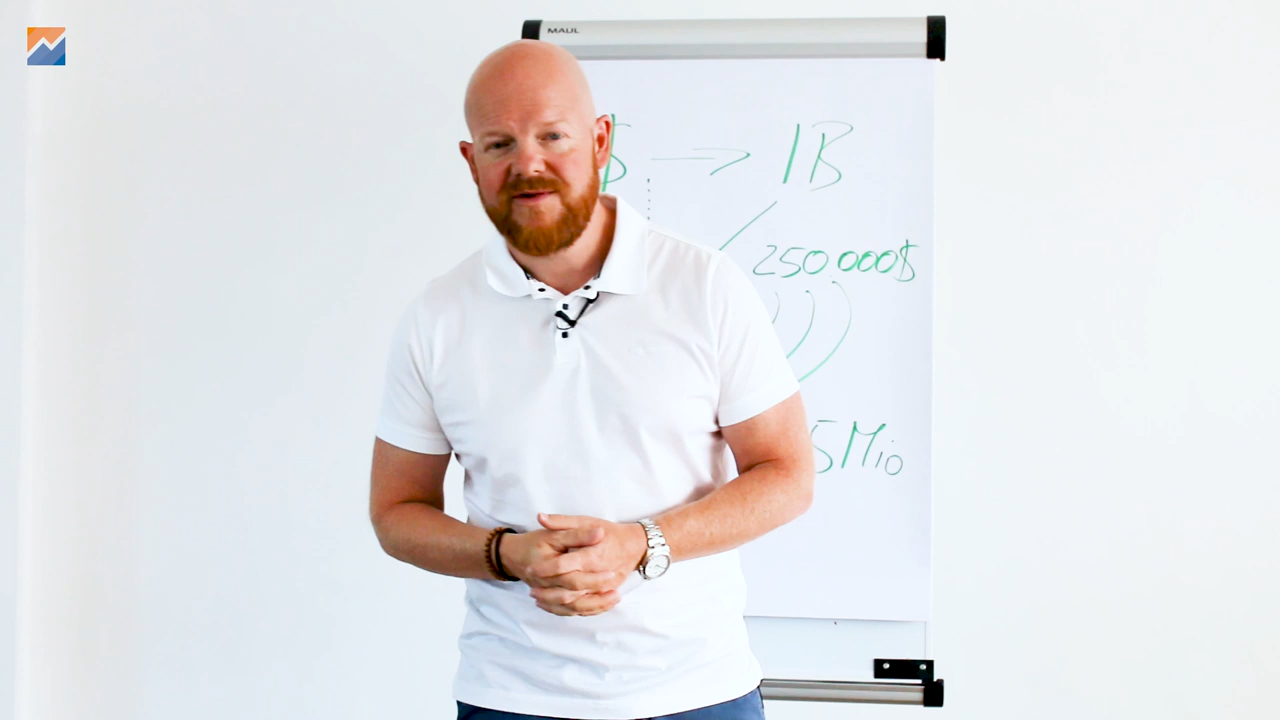 MAUL
$ → 1B
250.000$
5Mio